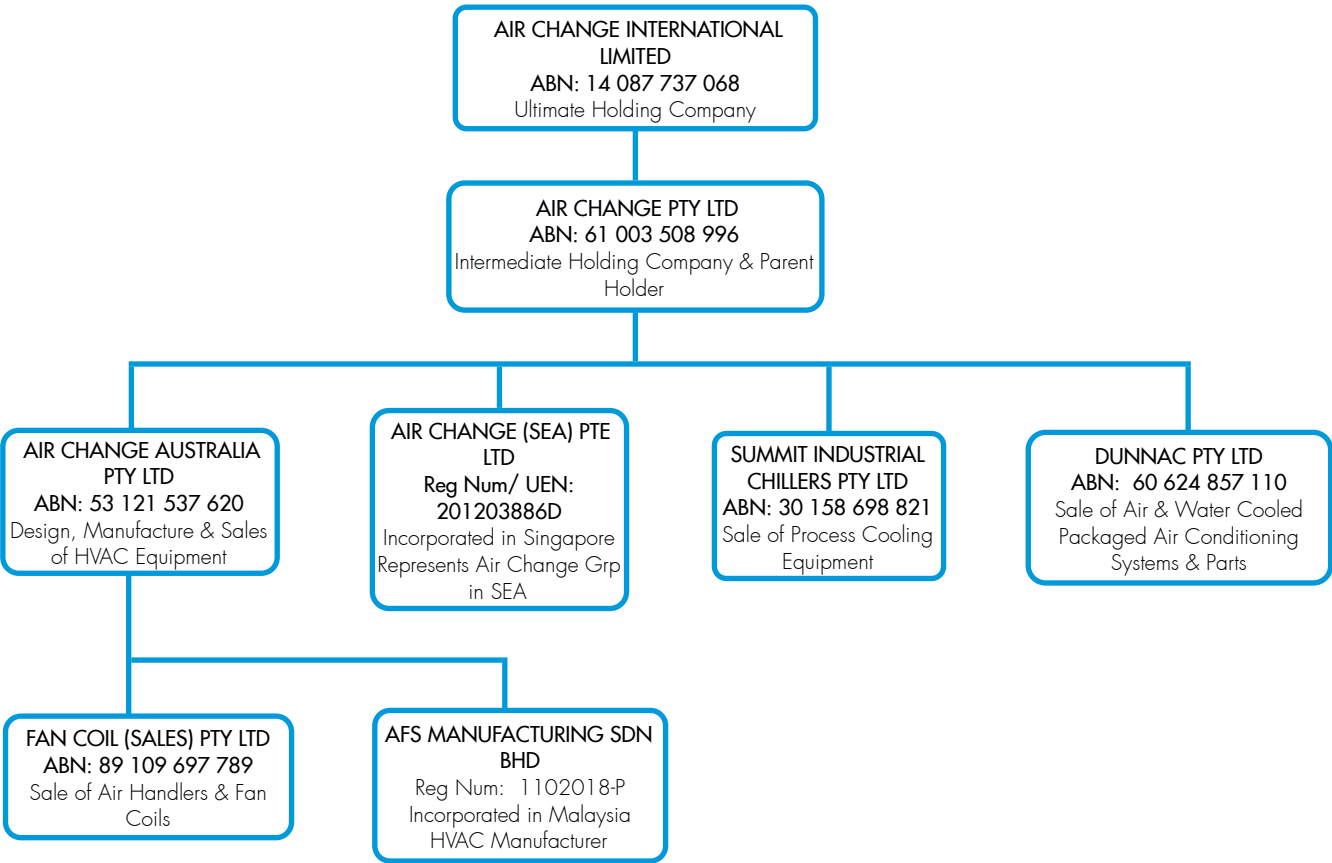 AIR CHANGE INTERNATIONAL
LIMITED
ABN: 14 087 737 068
Ultimate Holding Company
AIR CHANGE PTY LTD
ABN: 61 003 508 996
Intermediate Holding Company & Parent
Holder
AIR CHANGE AUSTRALIA
PTY LTD
ABN: 53 121 537 620
Design, Manufacture & Sales
of HVAC Equipment
AIR CHANGE (SEA) PTE
LTD
Reg Num/ UEN:
201203886D
Incorporated in Singapore
Represents Air Change Grp
in SEA
SUMMIT INDUSTRIAL
CHILLERS PTY LTD
ABN: 30 158 698 821
Sale of Process Cooling
Equipment
DUNNAC PTY LTD
ABN: 60 624 857 110
Sale of Air & Water Cooled
Packaged Air Conditioning
Systems & Parts
FAN COIL (SALES) PTY LTD
ABN: 89 109 697 789
Sale of Air Handlers & Fan
Coils
AFS MANUFACTURING SDN
BHD
Reg Num: 1102018-P
Incorporated in Malaysia
HVAC Manufacturer